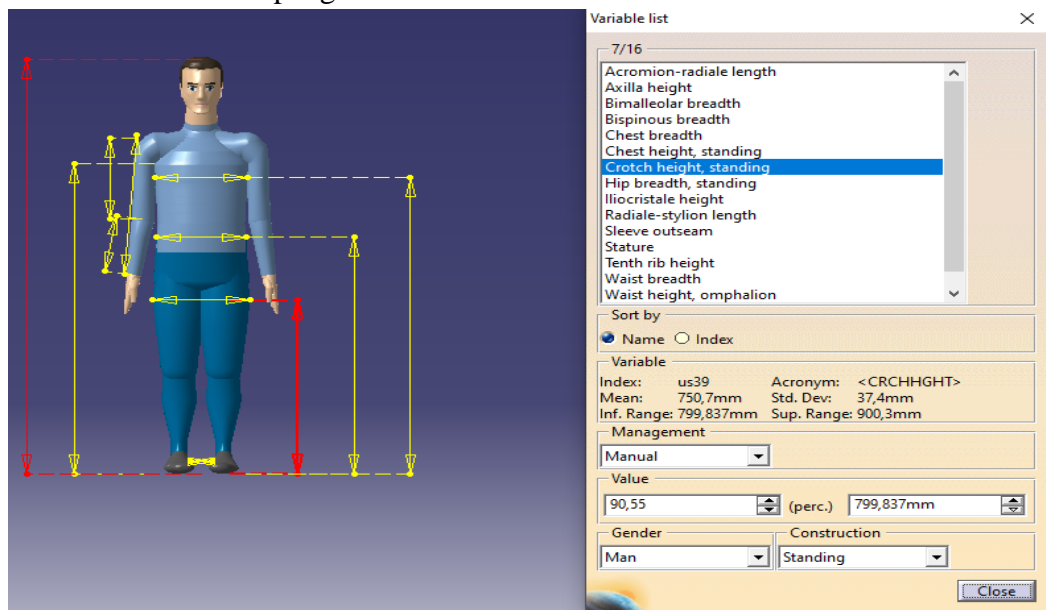 Variable list
7/16
Acromion-radiale length
Axilla height
Bimalleolar breadth
Bispinous breadth
Chest breadth
Chest height, standing
Crotch height, standing
Hip breadth, standing
Iliocristale height
Radiale-stylion length
Sleeve outseam
Stature
Tenth rib height
Waist breadth
Waist height, omphalion
Sort by
Name Index
Variable
Index: us39 Acronym: <CRCHHGHT>
Mean: 750,7mm Std. Dev: 37,4mm
Inf. Range: 799,837mm Sup. Range: 900,3mm
Management
Manual
Value
90,55 (perc.) 799,837mm
Gender Construction
Man Standing
Close